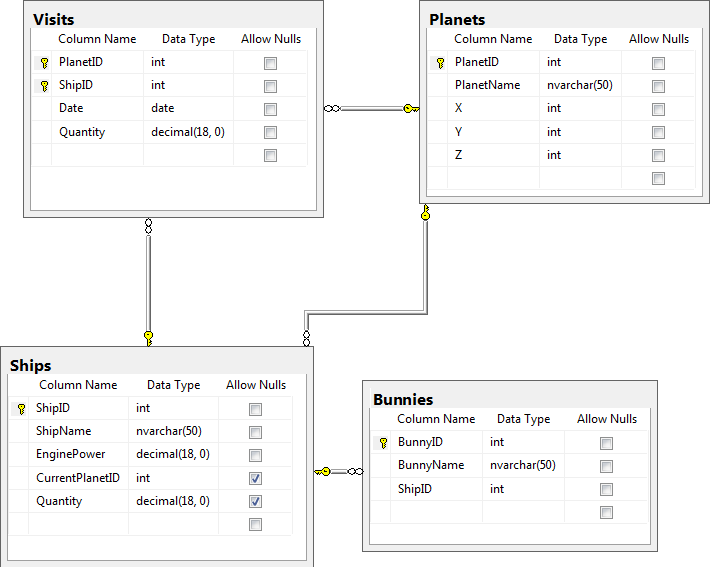 Visits
Column Name Data Type Allow Nulls
PlanetID int
ShipID int
Date date
Quantity decimal(18, 0)
Planets
Column Name Data Type Allow Nulls
PlanetID int
PlanetName nvarchar(50)
X int
Y int
Z int
Ships
Column Name Data Type Allow Nulls
ShipID int
ShipName nvarchar(50)
EnginePower decimal(18, 0)
CurrentPlanetID int
Quantity decimal(18, 0)
Bunnies
Column Name Data Type Allow Nulls
BunnyID int
BunnyName nvarchar(50)
ShipID int